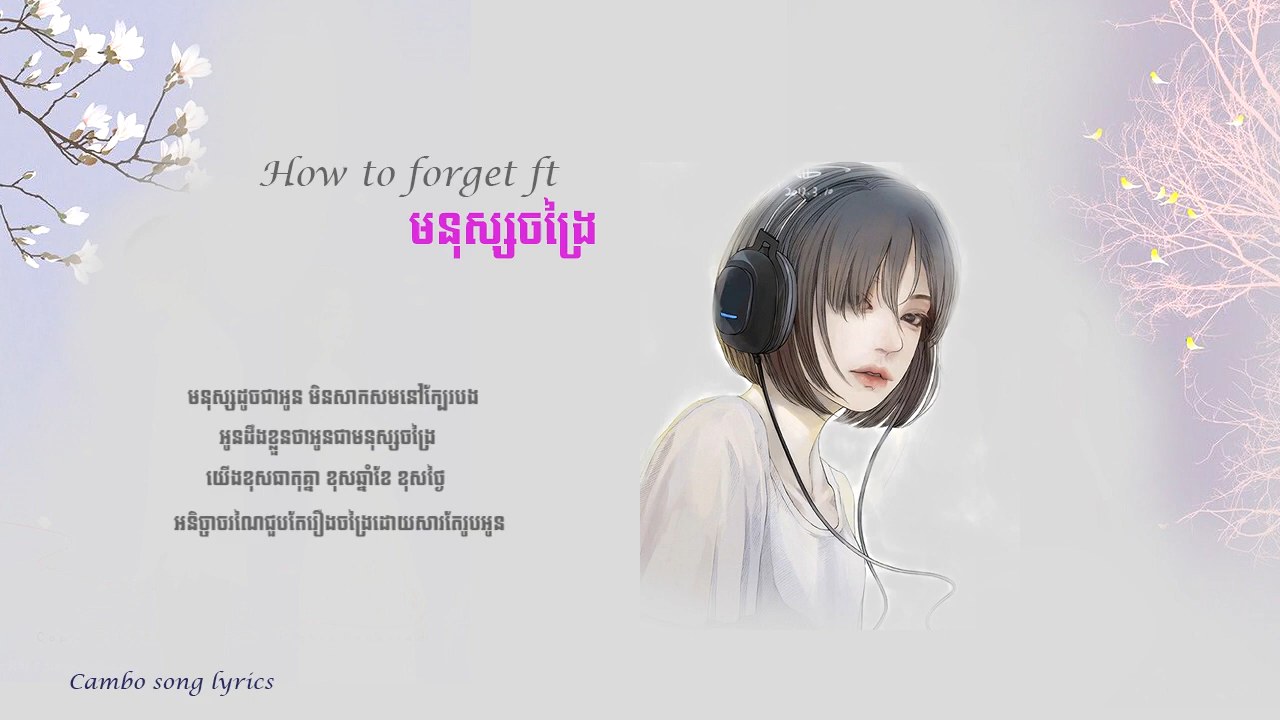 How to forget ft
មនុស្សចង្រៃ
មនុស្សដូចជាអូន មិនសាកសមនៅក្បែរបង
អូនដឹងខ្លួនថាអូនជាមនុស្សចង្រៃ
យើងខុសធាតុគ្នា ខុសឆ្នាំខែ ខុសថ្ងៃ
អនិច្ចាចរណៃជួបតែរឿងចង្រៃដោយសារតែរូបអូន
Cambo song lyrics